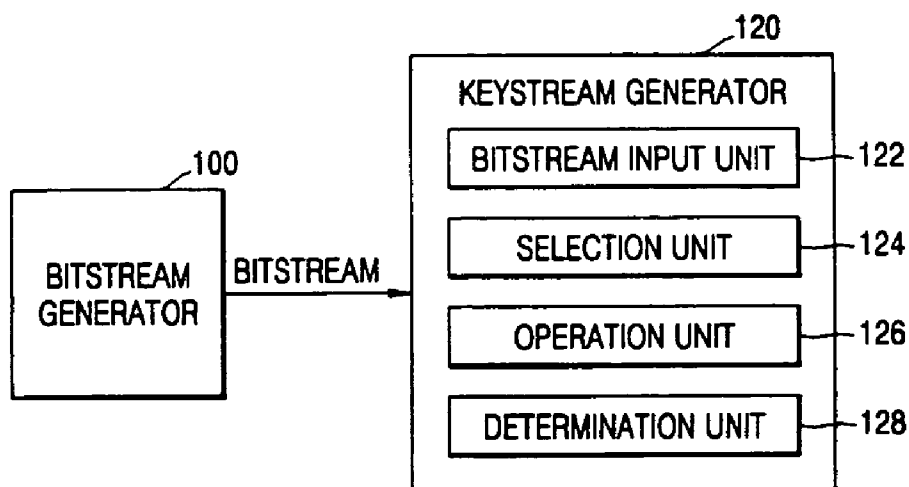 120
KEYSTREAM GENERATOR
BITSTREAM INPUT UNIT
122
100
SELECTION UNIT
124
BITSTREAM
GENERATOR
BITSTREAM
OPERATION UNIT
126
DETERMINATION UNIT
128